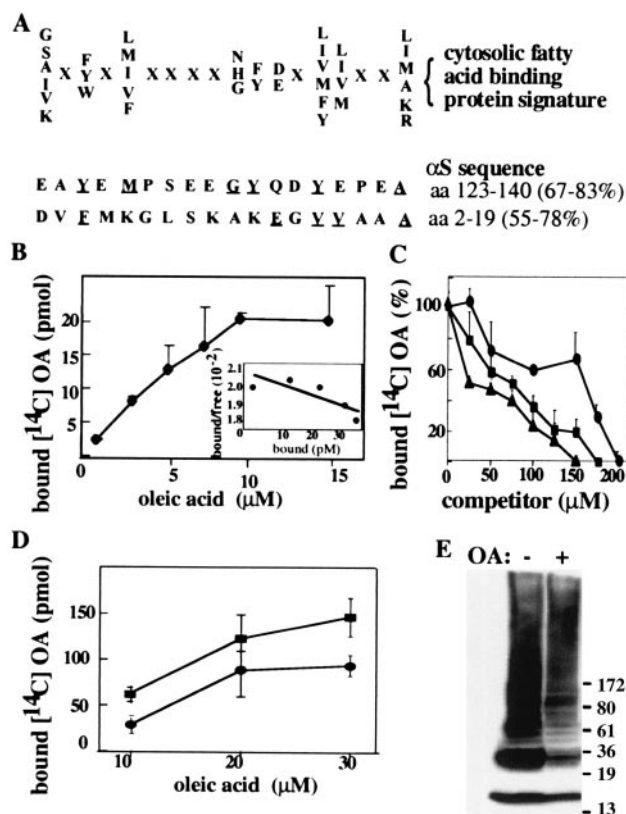 A
G S A I V K
X
F Y W
X
L M I V F
X X X X
N H G
F Y
D E
X
L I V M F Y
L I V M
X X
L I M A K R
cytosolic fatty
acid binding
protein signature
αS sequence
E A Y E M P S E E G Y Q D Y E P E A
aa 123-140 (67-83%)
D V F M K G L S K A K E G V V A A A
aa 2-19 (55-78%)
B
bound [14C] OA (pmol)
20
15
10
5
0 5 10 15
oleic acid (μM)
bound/free (10-2)
2.1
2.0
1.9
1.8
0 10 20 30
bound (pM)
C
bound [14C] OA (%)
100
60
20
0 50 100 150 200
competitor (μM)
D
bound [14C] OA (pmol)
150
100
50
0
10 20 30
oleic acid (μM)
E
OA: - +
172
80
61
36
19
13